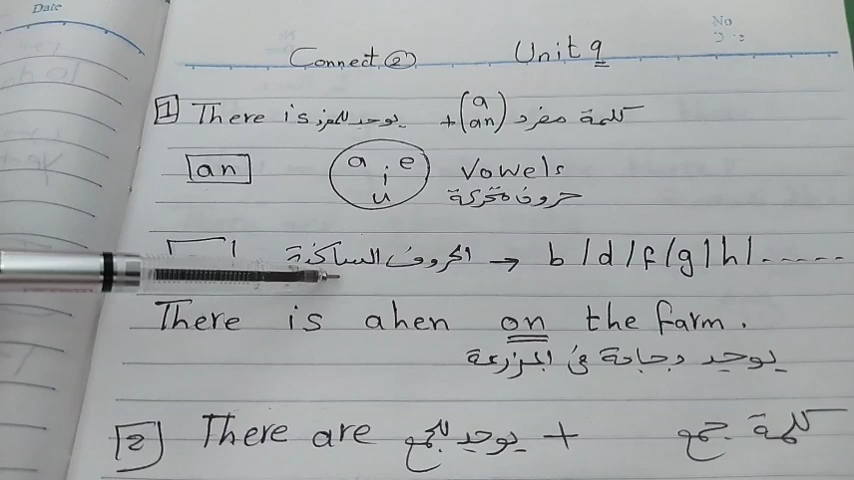 Date
No
Connect ② Unit 9
1 There is يوجد للمفرد + (a an) كلمة مفرد
an a e i u Vowels
حروف متحركة
الحروف الساكنة → b/d/f/g/h/-----
There is a hen on the farm.
يوجد دجاجة في المزرعة
2 There are يوجد للجمع + كلمة جمع